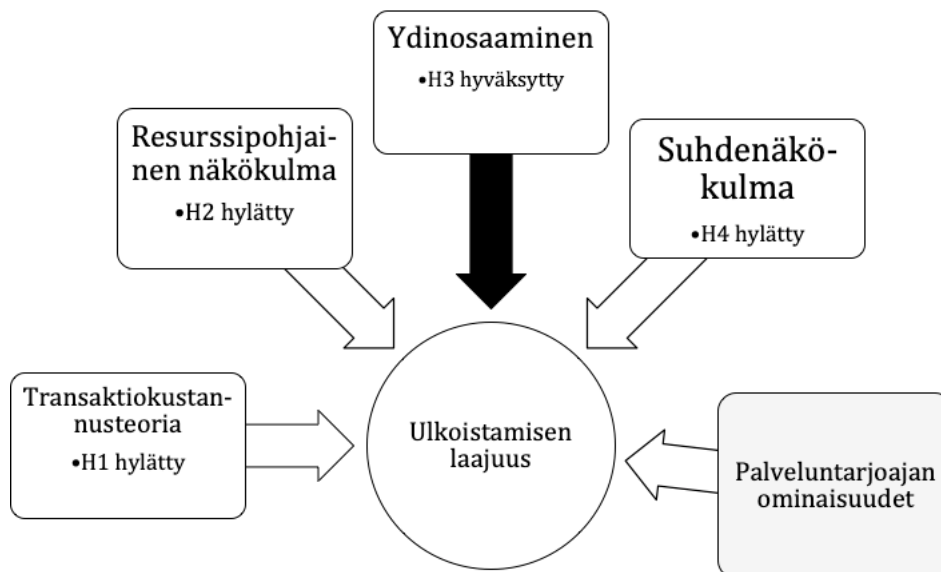 Ydinosaaminen
•H3 hyväksytty
Resurssipohjai-
nen näkökulma
•H2 hylätty
Suhdenäkö-
kulma
•H4 hylätty
Transaktiokustan-
nusteoria
•H1 hylätty
Ulkoistamisen
laajuus
Palveluntarjoajan
ominaisuudet